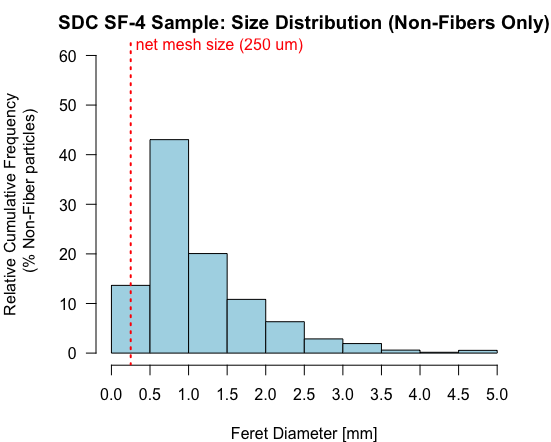 SDC SF-4 Sample: Size Distribution (Non-Fibers Only)
net mesh size (250 um)
Relative Cumulative Frequency
(% Non-Fiber particles)
60
50
40
30
20
10
0
0.0 0.5 1.0 1.5 2.0 2.5 3.0 3.5 4.0 4.5 5.0
Feret Diameter [mm]